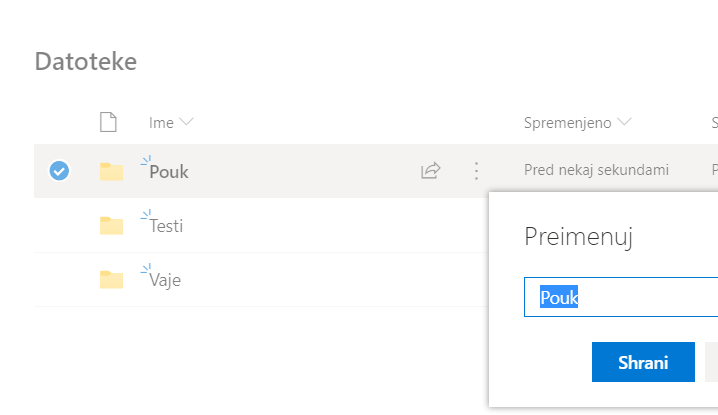 Datoteke
Ime Spremenjeno
Pouk Pred nekaj sekundami
Testi
Vaje
Preimenuj
Pouk
Shrani